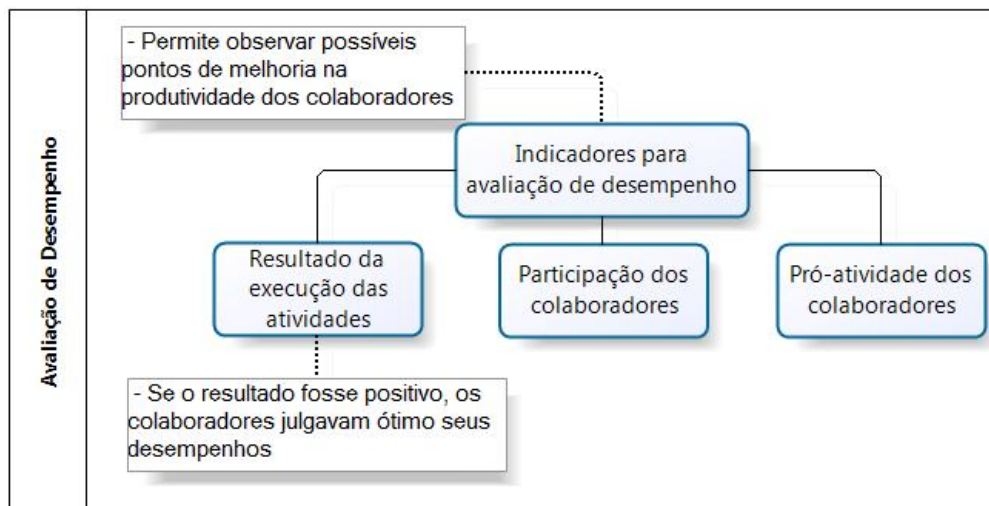 Avaliação de Desempenho
- Permite observar possíveis
pontos de melhoria na
produtividade dos colaboradores
Indicadores para
avaliação de desempenho
Resultado da
execução das
atividades
Participação dos
colaboradores
Pró-atividade dos
colaboradores
- Se o resultado fosse positivo, os
colaboradores julgavam ótimo seus
desempenhos